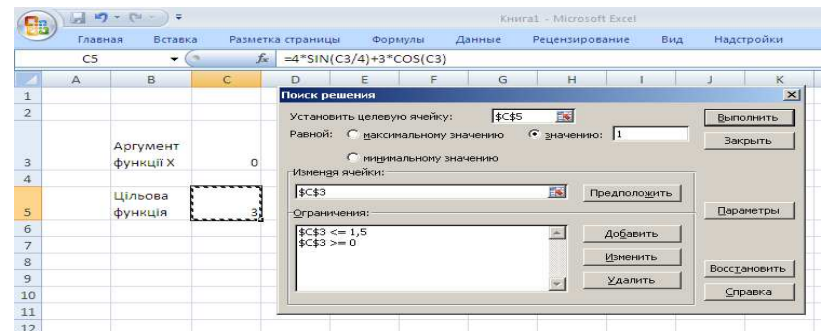 Книга1 - Microsoft Excel
Главная Вставка Разметка страницы Формулы Данные Рецензирование Вид Надстройки
C5 fx =4*SIN(C3/4)+3*COS(C3)
A B C D E F G H I J K
1
2
3 Аргумент функції X 0
4
5 Цільова функція 3
6
7
8
9
10
11
12
Поиск решения
Установить целевую ячейку: $C$5
Выполнить
Равной: максимальному значению значению: 1
Закрыть
минимальному значению
Изменяя ячейки:
$C$3 Предположить
Ограничения:
Параметры
$C$3 <= 1,5
$C$3 >= 0
Добавить
Изменить
Удалить
Восстановить
Справка